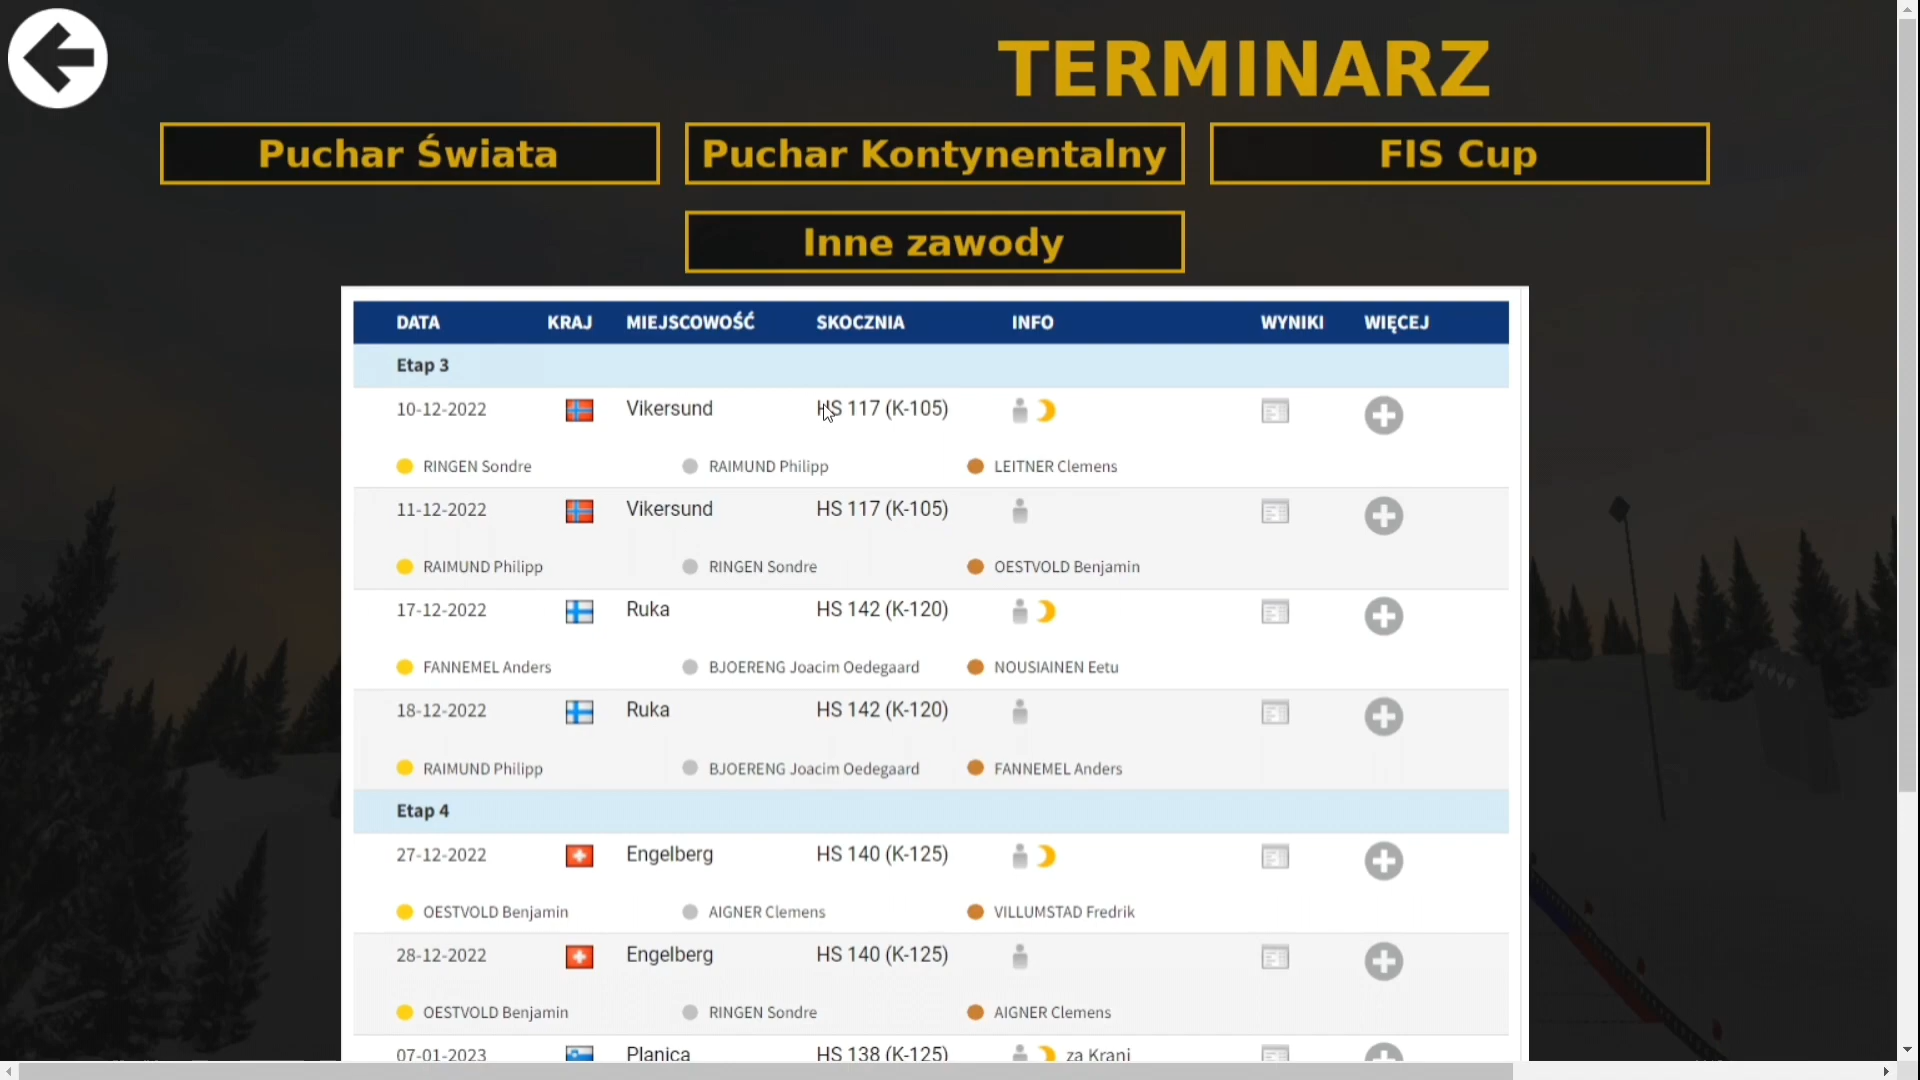 TERMINARZ
Puchar Świata Puchar Kontynentalny FIS Cup
Inne zawody
DATA KRAJ MIEJSCOWOŚĆ SKOCZNIA INFO WYNIKI WIĘCEJ
Etap 3
10-12-2022 Vikersund HS 117 (K-105)
RINGEN Sondre RAIMUND Philipp LEITNER Clemens
11-12-2022 Vikersund HS 117 (K-105)
RAIMUND Philipp RINGEN Sondre OESTVOLD Benjamin
17-12-2022 Ruka HS 142 (K-120)
FANNEMEL Anders BJOERENG Joacim Oedegaard NOUSIAINEN Eetu
18-12-2022 Ruka HS 142 (K-120)
RAIMUND Philipp BJOERENG Joacim Oedegaard FANNEMEL Anders
Etap 4
27-12-2022 Engelberg HS 140 (K-125)
OESTVOLD Benjamin AIGNER Clemens VILLUMSTAD Fredrik
28-12-2022 Engelberg HS 140 (K-125)
OESTVOLD Benjamin RINGEN Sondre AIGNER Clemens
07-01-2023 Planica HS 138 (K-125) za Kranj